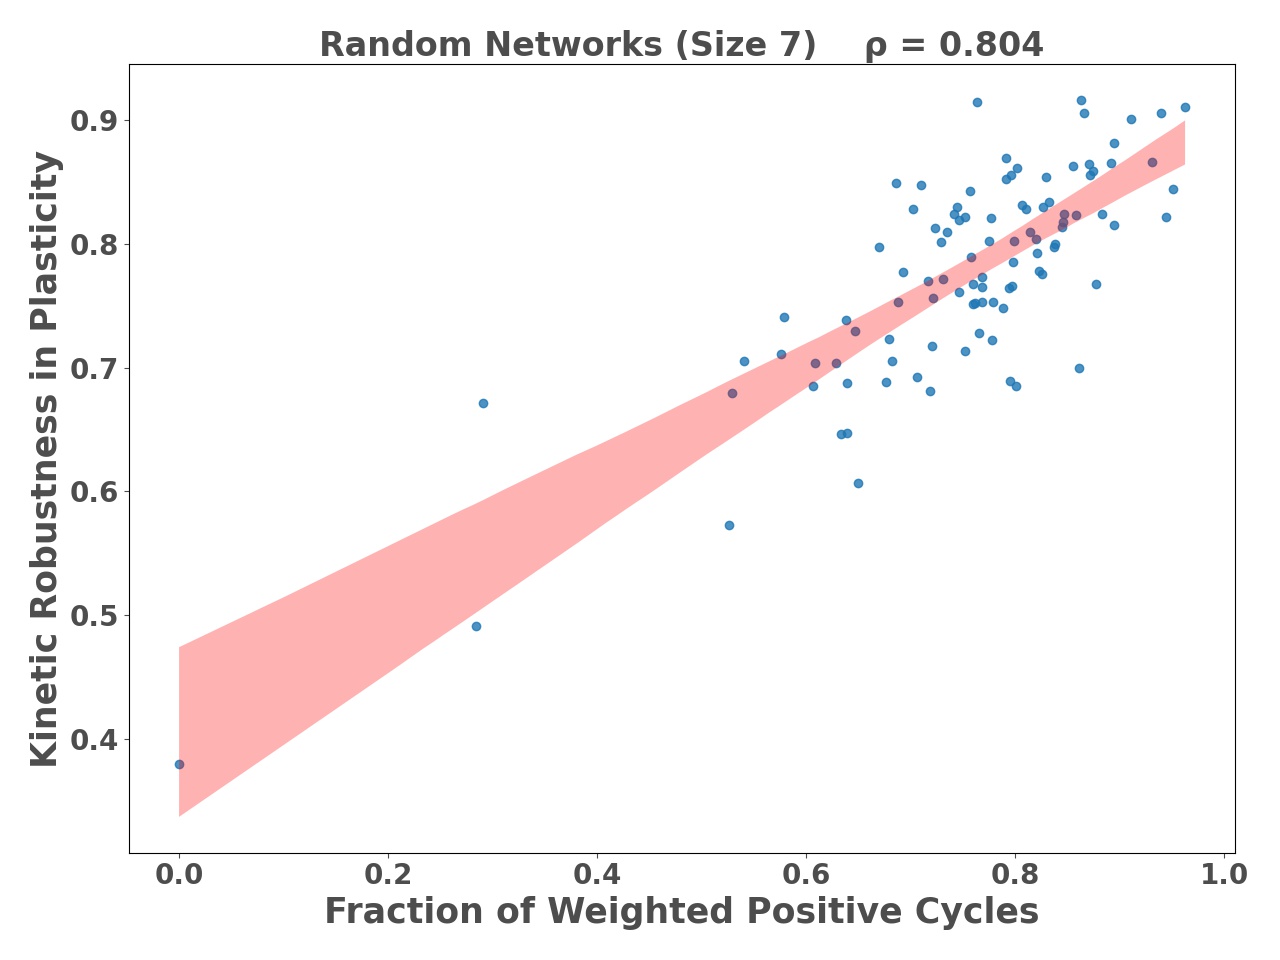 Random Networks (Size 7) ρ = 0.804
Kinetic Robustness in Plasticity
0.9
0.8
0.7
0.6
0.5
0.4
0.0 0.2 0.4 0.6 0.8 1.0
Fraction of Weighted Positive Cycles